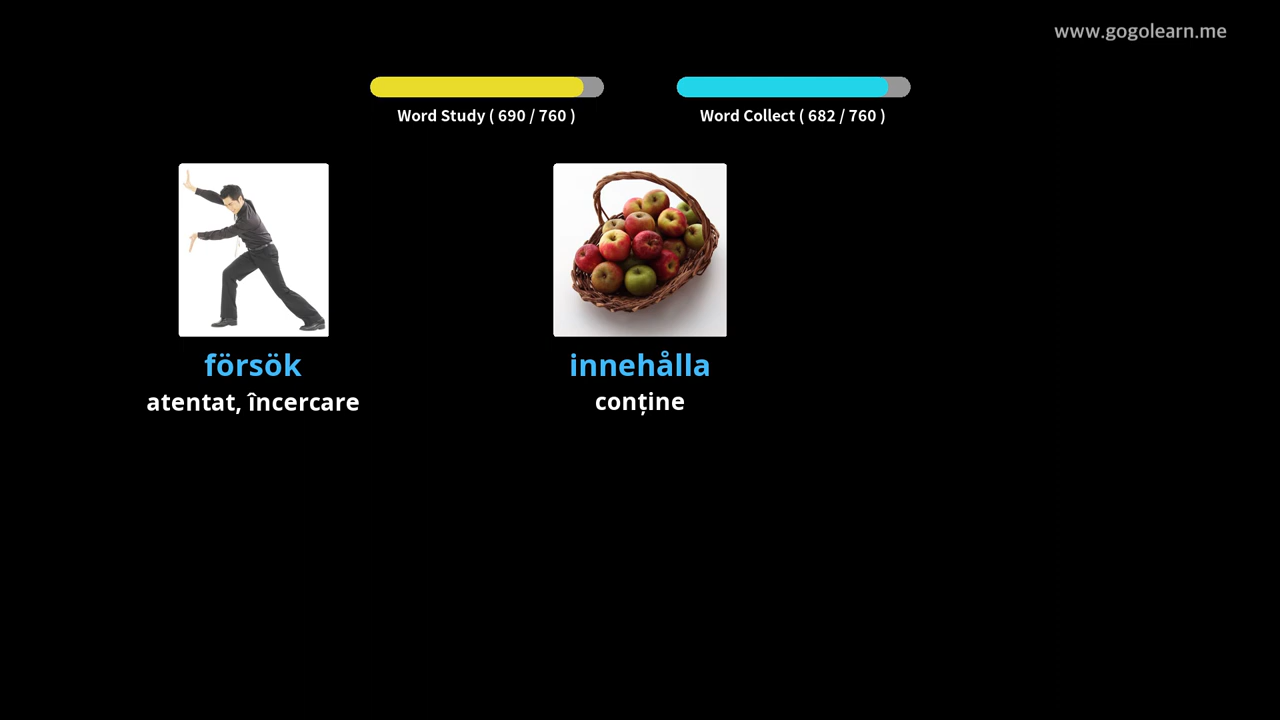 www.gogolearn.me
Word Study ( 690 / 760 )
Word Collect ( 682 / 760 )
försök
atentat, încercare
innehålla
conține